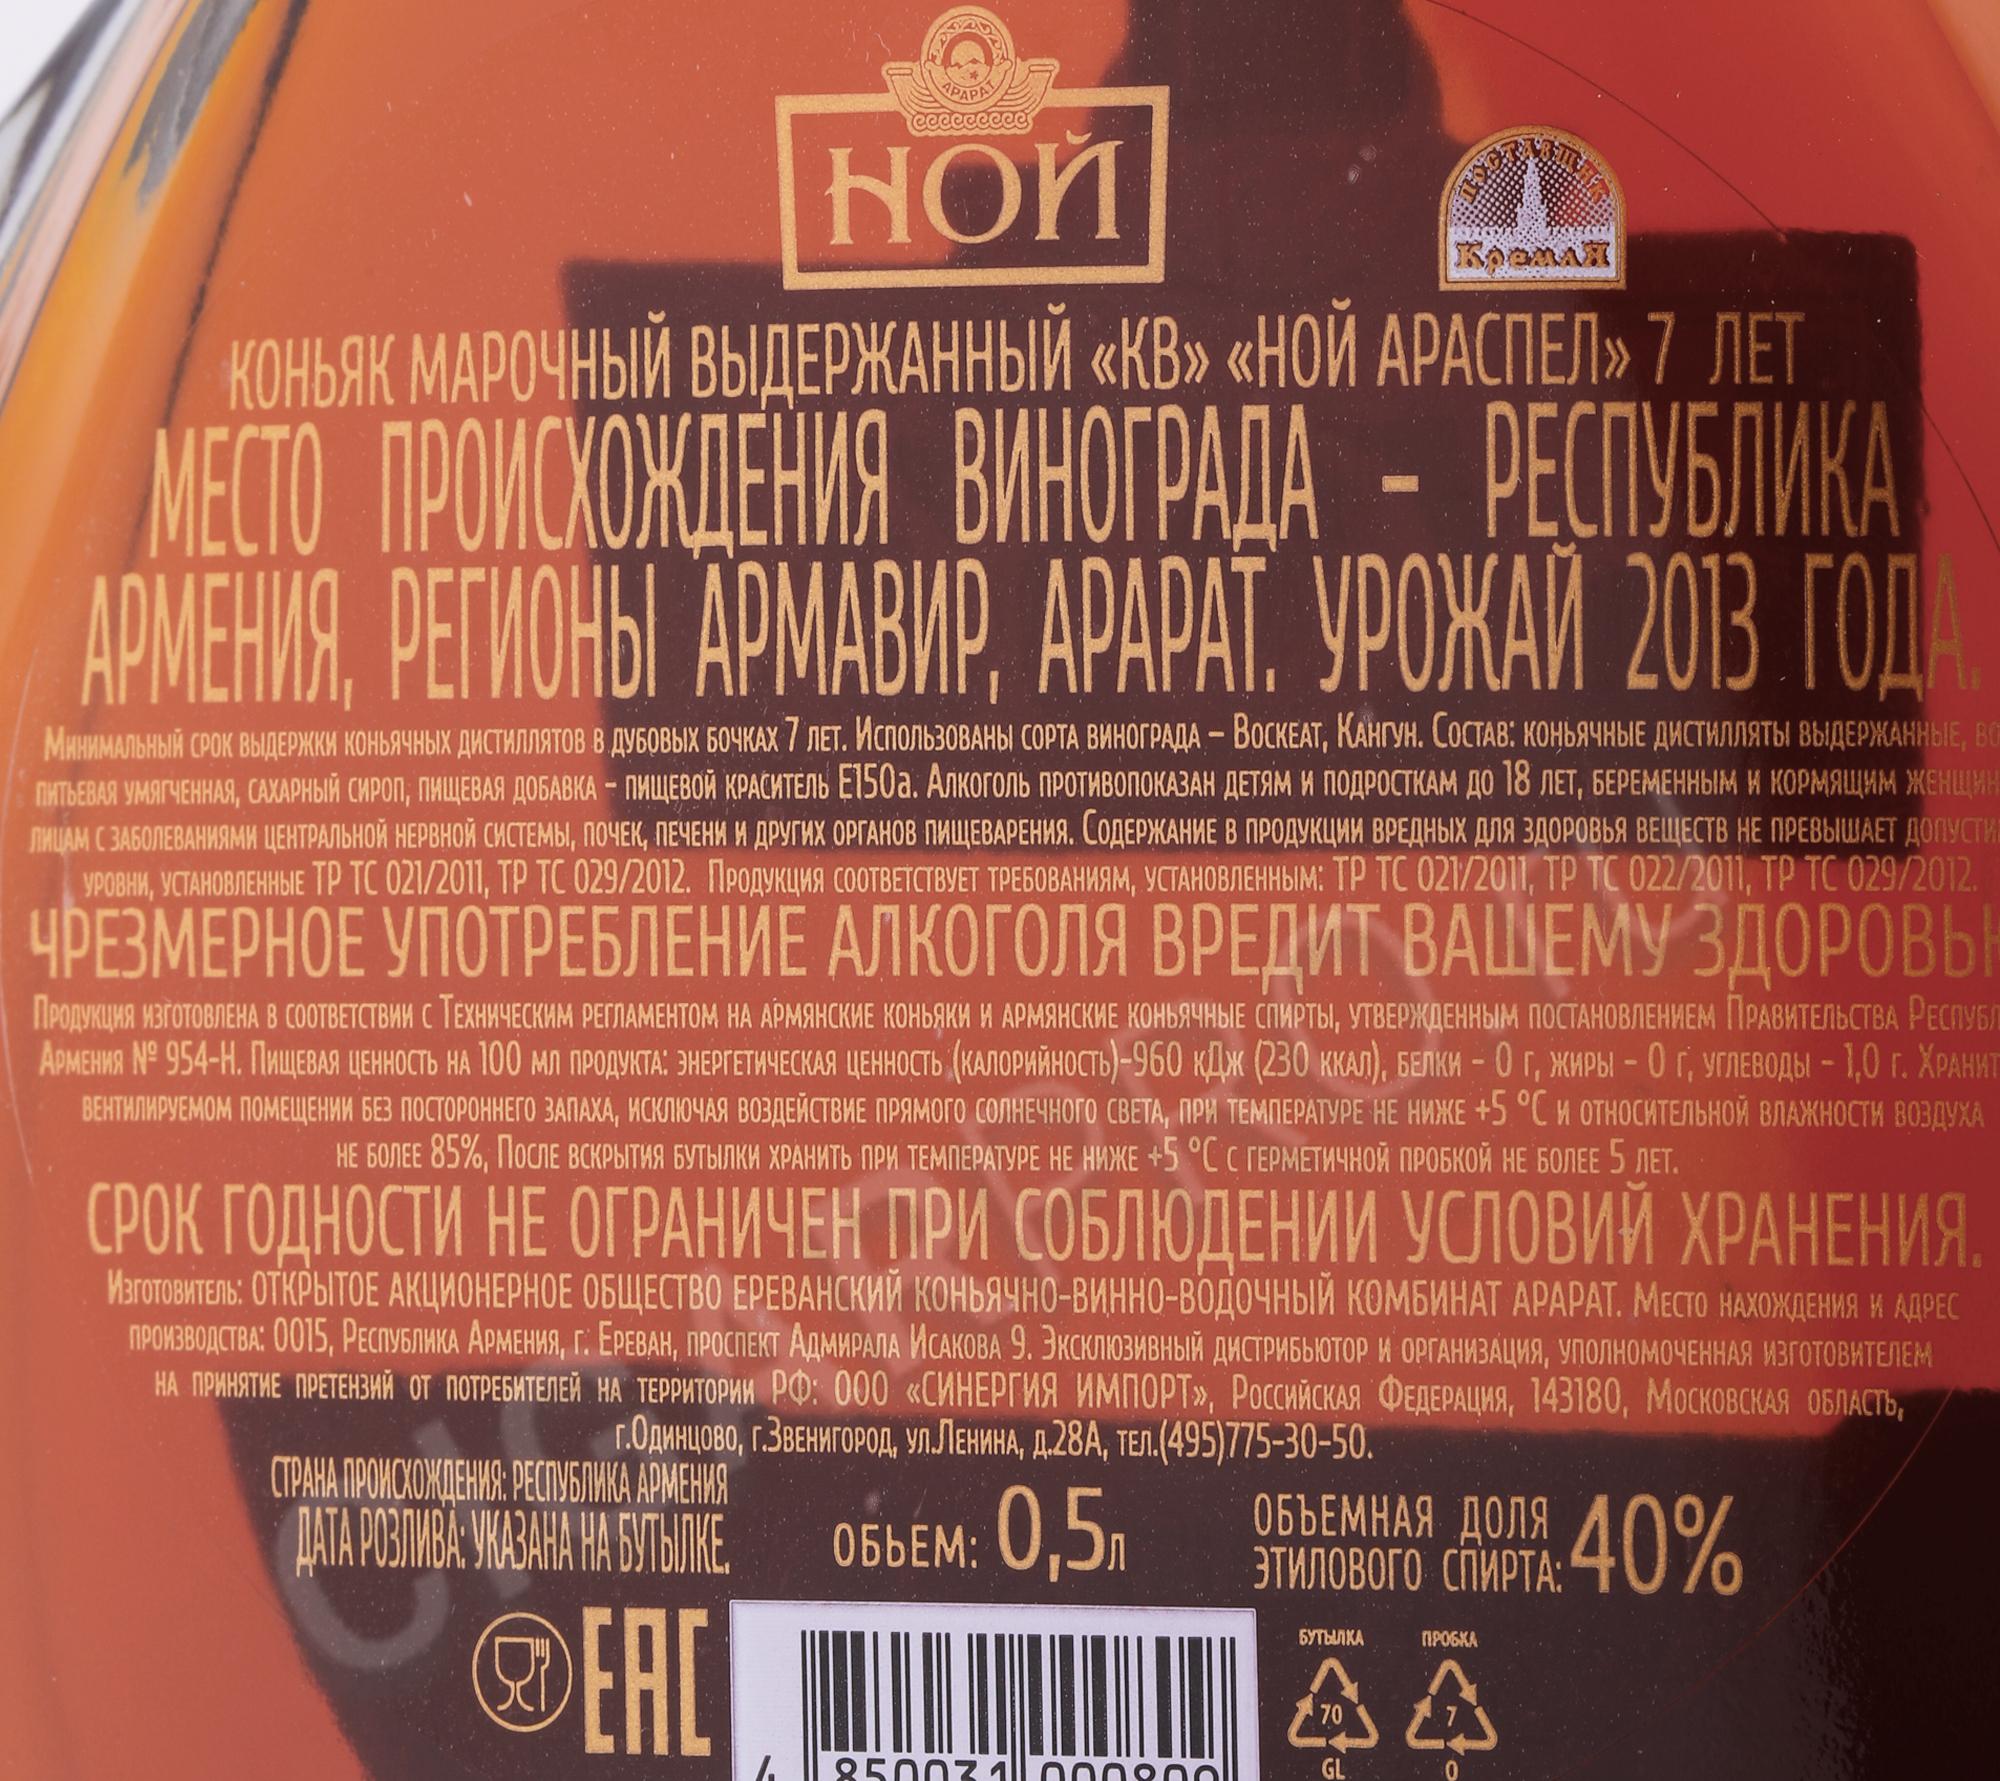 АРАРАТ
НОЙ
ПОСТАВЩИК
Кремля
КОНЬЯК МАРОЧНЫЙ ВЫДЕРЖАННЫЙ «КВ» «НОЙ АРАСПЕЛ» 7 ЛЕТ
МЕСТО ПРОИСХОЖДЕНИЯ ВИНОГРАДА - РЕСПУБЛИКА
АРМЕНИЯ, РЕГИОНЫ АРМАВИР, АРАРАТ. УРОЖАЙ 2013 ГОДА.
Минимальный срок выдержки коньячных дистиллятов в дубовых бочках 7 лет. Использованы сорта винограда – Воскеат, Кангун. Состав: коньячные дистилляты выдержанные,
питьевая умягченная, сахарный сироп, пищевая добавка – пищевой краситель Е150а. Алкоголь противопоказан детям и подросткам до 18 лет, беременным и кормящим
лицам с заболеваниями центральной нервной системы, почек, печени и других органов пищеварения. Содержание в продукции вредных для здоровья веществ не превышает
уровни, установленные ТР ТС 021/2011, ТР ТС 029/2012. Продукция соответствует требованиям, установленным: ТР ТС 021/2011, ТР ТС 022/2011, ТР ТС 029/2012.
ЧРЕЗМЕРНОЕ УПОТРЕБЛЕНИЕ АЛКОГОЛЯ ВРЕДИТ ВАШЕМУ
Продукция изготовлена в соответствии с Техническим регламентом на армянские коньяки и армянские коньячные спирты, утвержденным постановлением Правительства
Армения № 954-Н. Пищевая ценность на 100 мл продукта: энергетическая ценность (калорийность)-960 кДж (230 ккал), белки – 0 г, жиры – 0 г, углеводы – 1,0 г.
вентилируемом помещении без постороннего запаха, исключая воздействие прямого солнечного света, при температуре не ниже +5 °С и относительной влажности воздуха
не более 85%, После вскрытия бутылки хранить при температуре не ниже +5 °С с герметичной пробкой не более 5 лет.
СРОК ГОДНОСТИ НЕ ОГРАНИЧЕН ПРИ СОБЛЮДЕНИИ УСЛОВИЙ ХРАНЕНИЯ.
Изготовитель: ОТКРЫТОЕ АКЦИОНЕРНОЕ ОБЩЕСТВО ЕРЕВАНСКИЙ КОНЬЯЧНО-ВИННО-ВОДОЧНЫЙ КОМБИНАТ АРАРАТ. Место нахождения и адрес
производства: 0015, Республика Армения, г. Ереван, проспект Адмирала Исакова 9. Эксклюзивный дистрибьютор и организация, уполномоченная изготовителем
на принятие претензий от потребителей на территории РФ: ООО «СИНЕРГИЯ ИМПОРТ», Российская Федерация, 143180, Московская область,
г.Одинцово, г.Звенигород, ул.Ленина, д.28А, тел.(495)775-30-50.
СТРАНА ПРОИСХОЖДЕНИЯ: РЕСПУБЛИКА АРМЕНИЯ
ДАТА РОЗЛИВА: УКАЗАНА НА БУТЫЛКЕ.
ОБЬЕМ: 0,5л
ОБЪЕМНАЯ ДОЛЯ
ЭТИЛОВОГО СПИРТА: 40%
EAC
БУТЫЛКА ПРОБКА
70 7
GL 0
4 850031 000809
CIGARPRO.RU